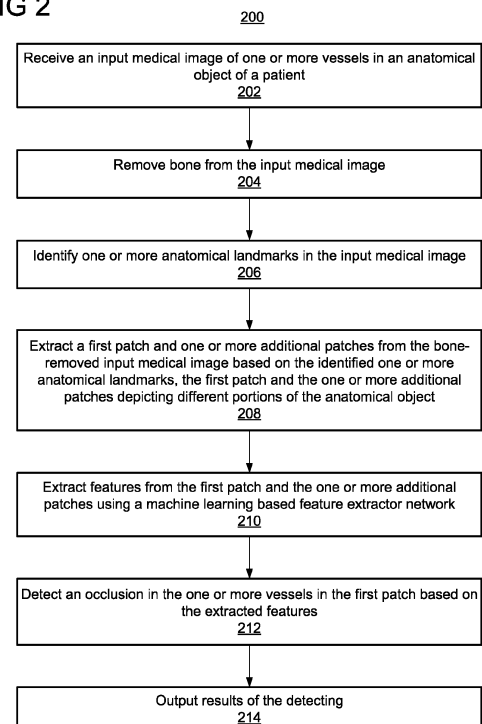 FIG 2
200
Receive an input medical image of one or more vessels in an anatomical
object of a patient
202
Remove bone from the input medical image
204
Identify one or more anatomical landmarks in the input medical image
206
Extract a first patch and one or more additional patches from the bone-
removed input medical image based on the identified one or more
anatomical landmarks, the first patch and the one or more additional
patches depicting different portions of the anatomical object
208
Extract features from the first patch and the one or more additional
patches using a machine learning based feature extractor network
210
Detect an occlusion in the one or more vessels in the first patch based on
the extracted features
212
Output results of the detecting
214